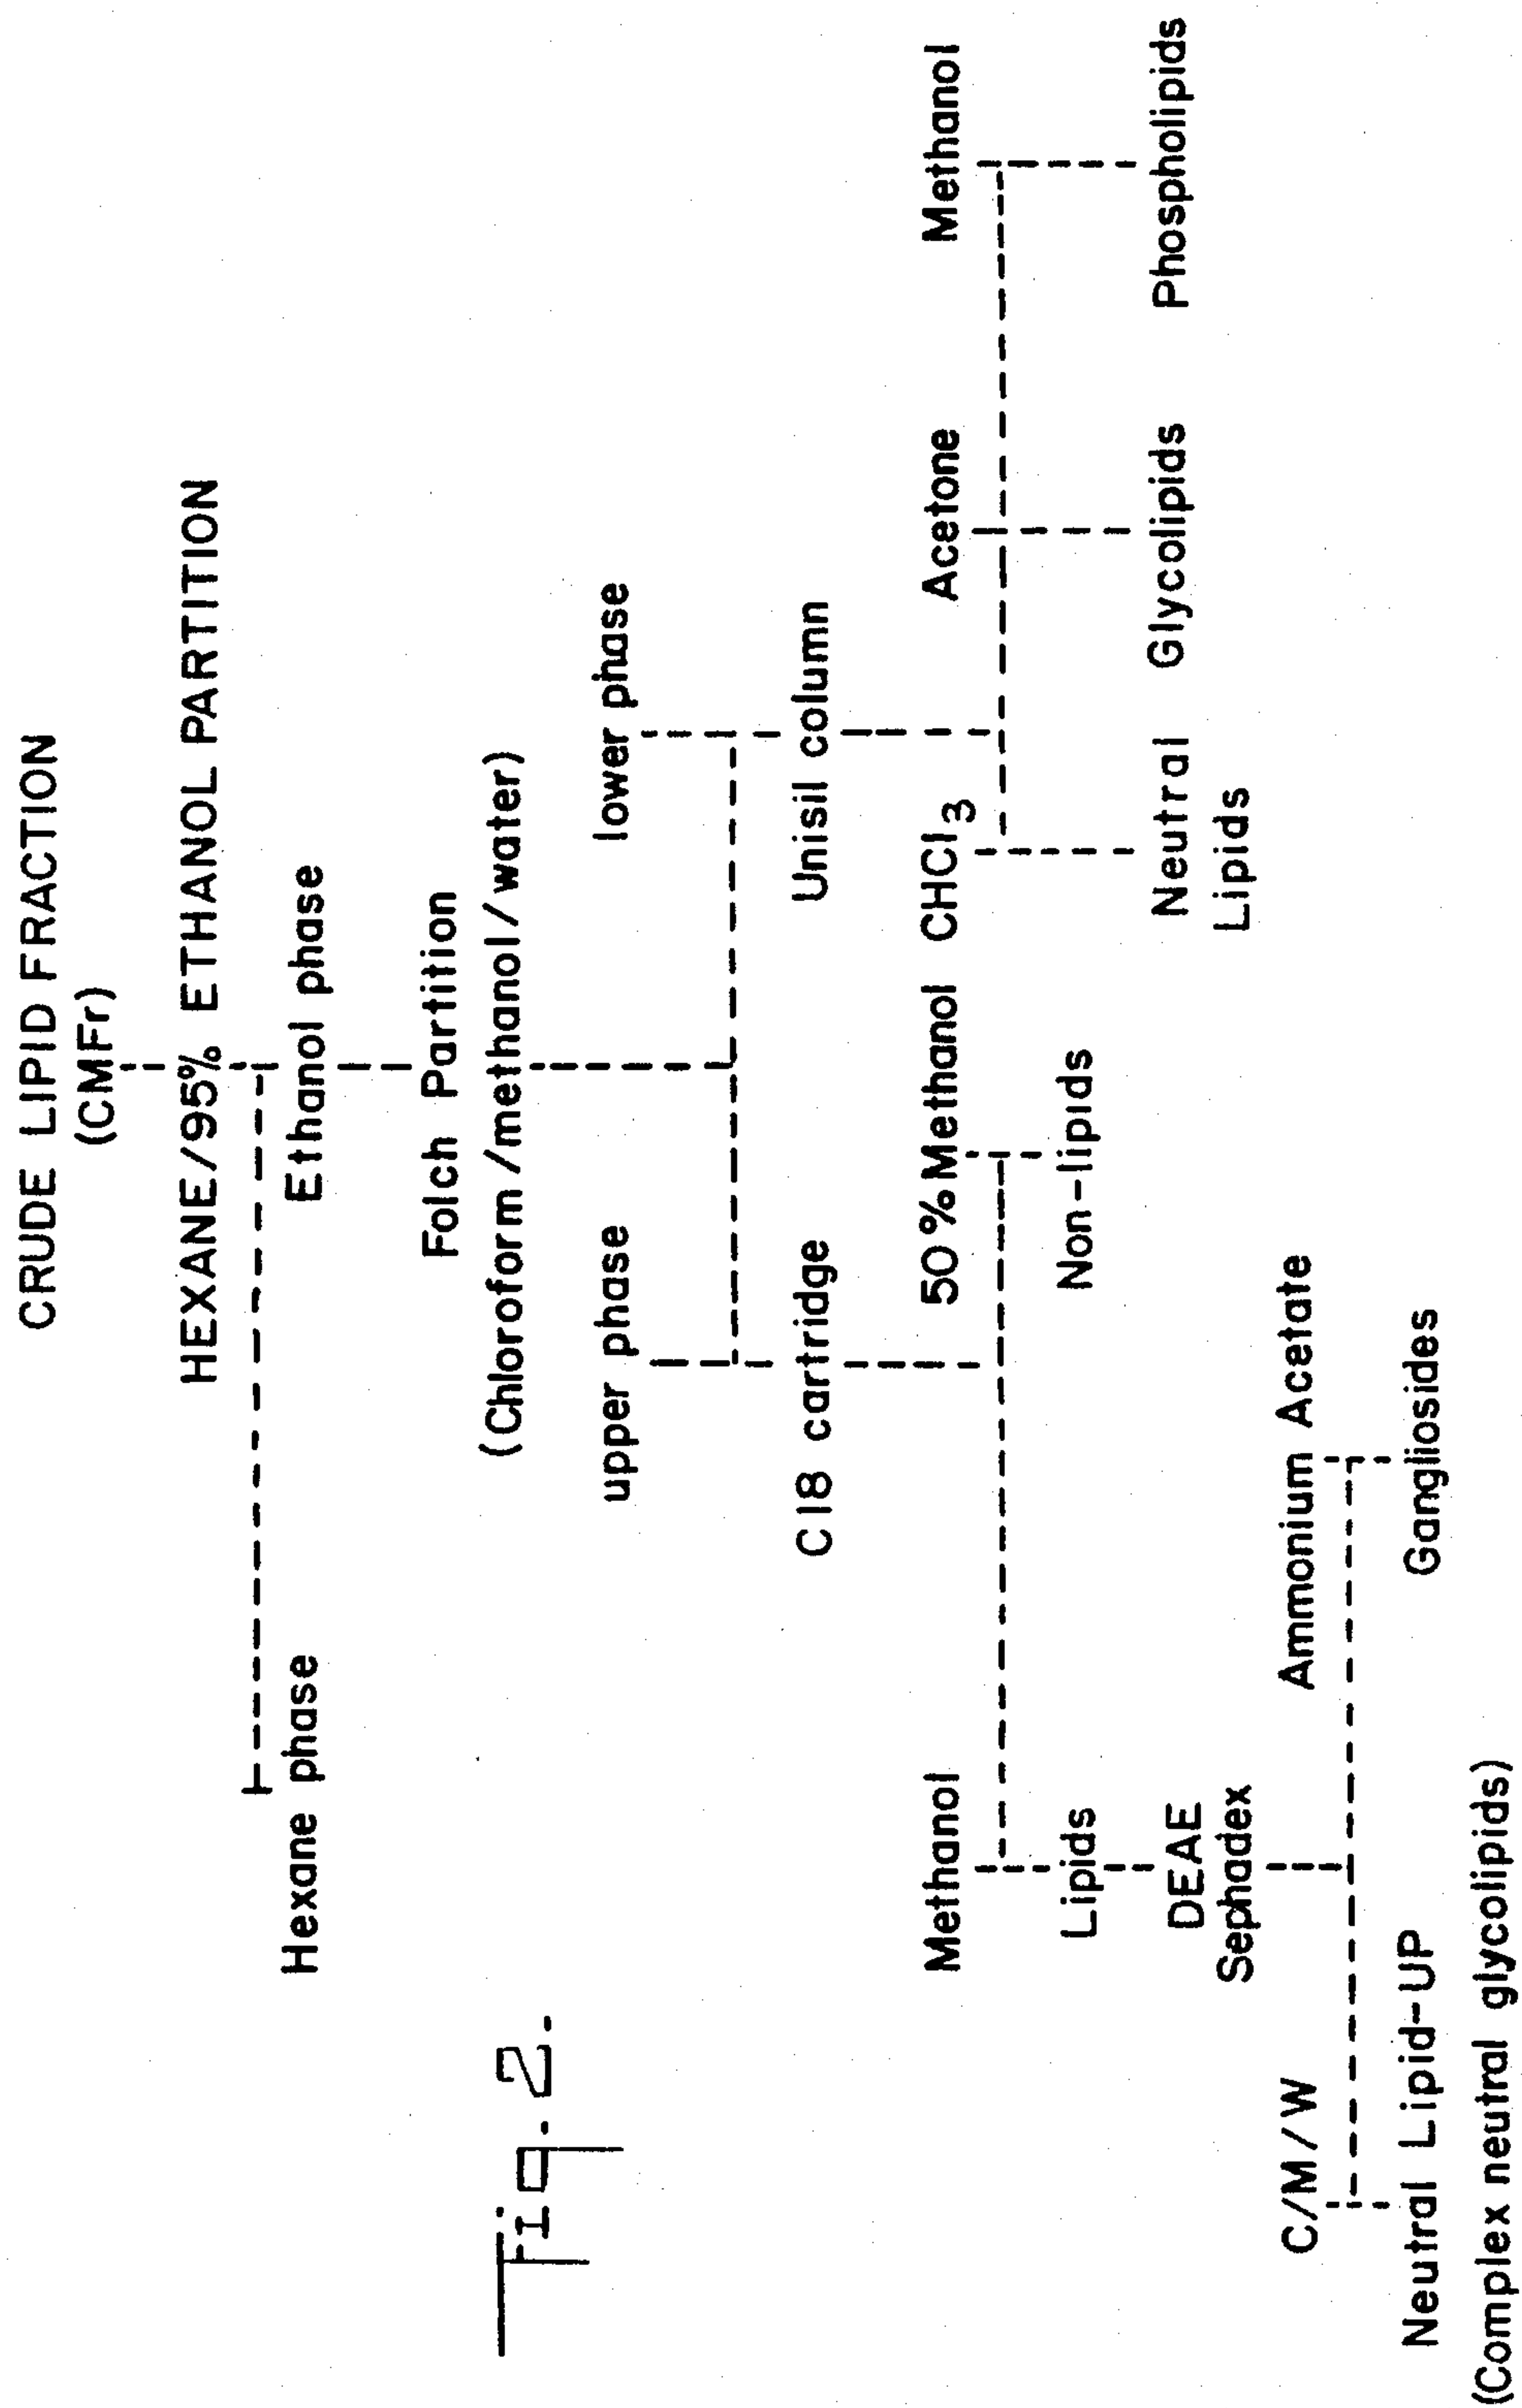 CRUDE LIPID FRACTION
(CMFr)
HEXANE/95% ETHANOL PARTITION
Hexane phase
Ethanol phase
Folch Partition
(Chloroform/methanol/water)
Fig. 2.
upper phase
lower phase
C18 cartridge
Unisil column
Methanol
50% Methanol
CHCl3
Acetone
Methanol
Lipids
Non-lipids
DEAE
Sephadex
Neutral
Lipids
Glycolipids
Phospholipids
C/M/W
Ammonium Acetate
Neutral Lipid-UP
Gangliosides
(Complex neutral glycolipids)